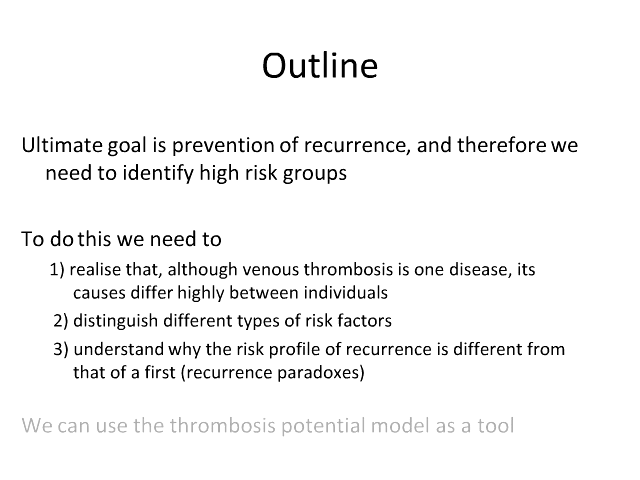 Outline
Ultimate goal is prevention of recurrence, and therefore we
need to identify high risk groups
To do this we need to
1) realise that, although venous thrombosis is one disease, its
causes differ highly between individuals
2) distinguish different types of risk factors
3) understand why the risk profile of recurrence is different from
that of a first (recurrence paradoxes)
We can use the thrombosis potential model as a tool